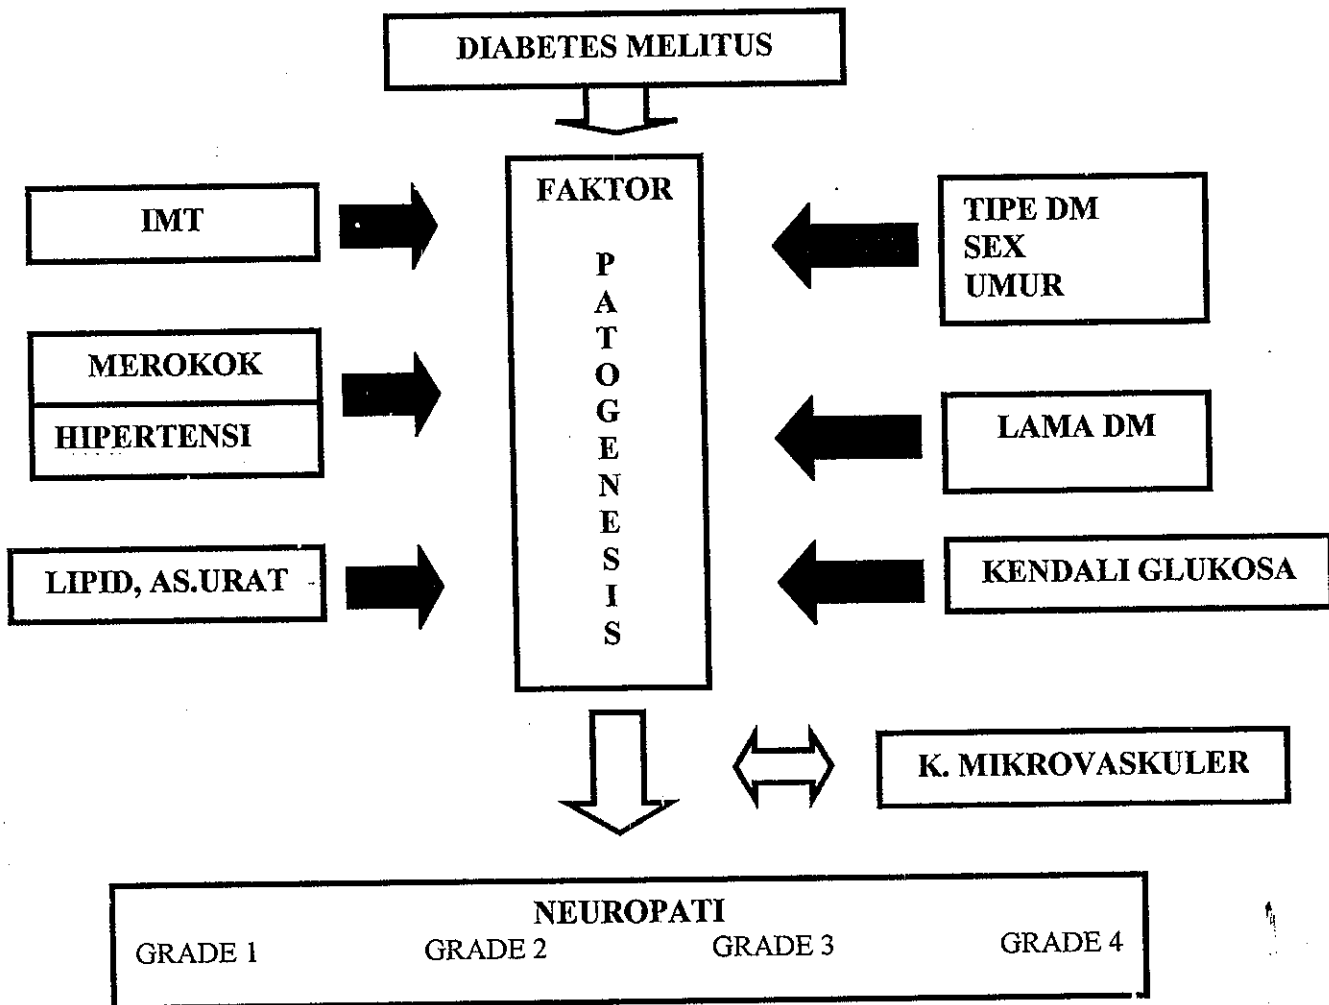 DIABETES MELITUS
FAKTOR
P
A
T
O
G
E
N
E
S
I
S
IMT
MEROKOK
HIPERTENSI
LIPID, AS.URAT
TIPE DM
SEX
UMUR
LAMA DM
KENDALI GLUKOSA
K. MIKROVASKULER
NEUROPATI
GRADE 1 GRADE 2 GRADE 3 GRADE 4